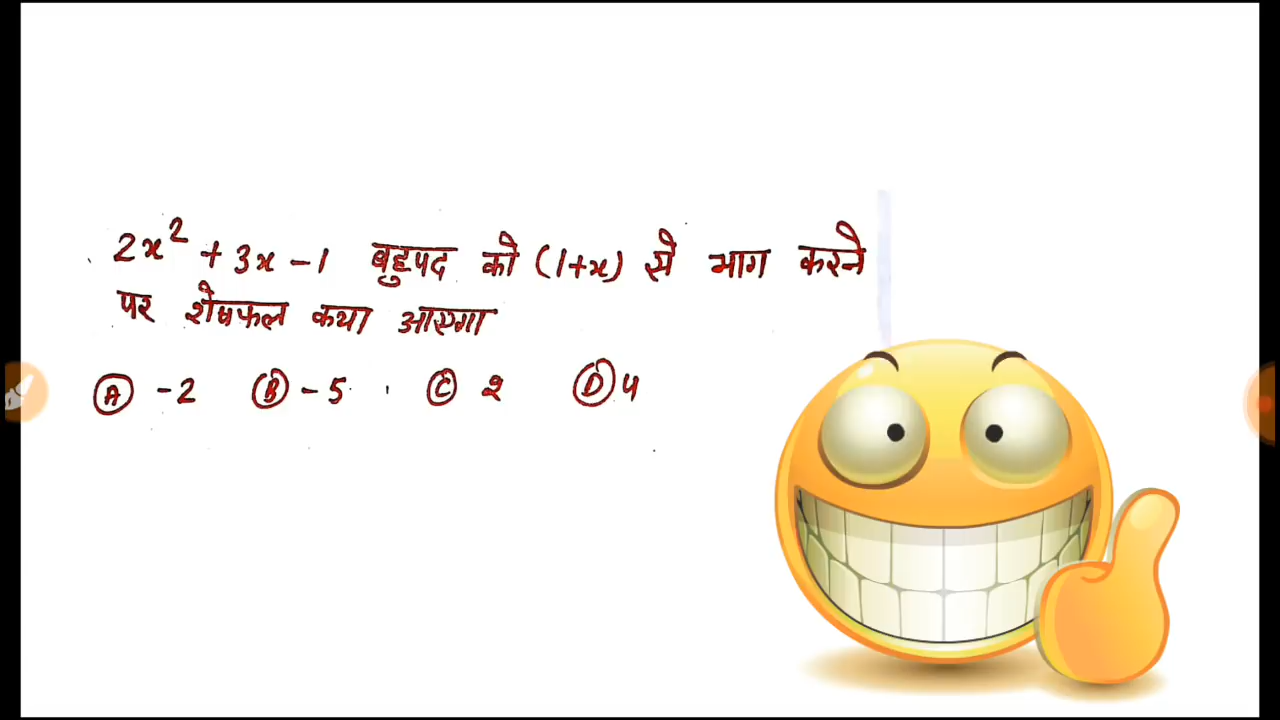 2x² + 3x - 1 बहुपद को (1+x) से भाग करने
पर शेषफल क्या आएगा
Ⓐ -2 Ⓑ -5 Ⓒ 2 Ⓓ 4